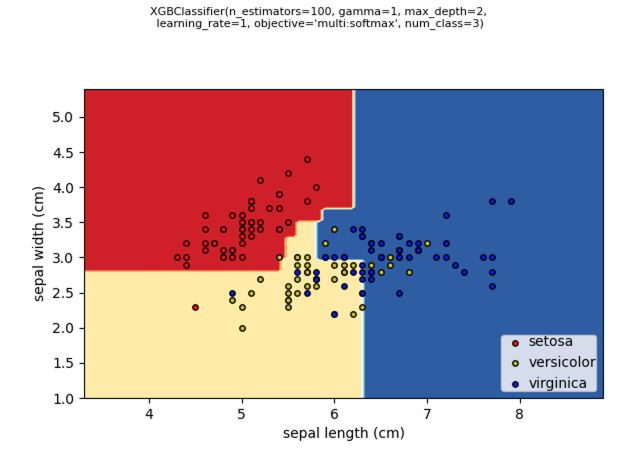 XGBClassifier(n_estimators=100, gamma=1, max_depth=2,
learning_rate=1, objective='multi:softmax', num_class=3)
5.0
4.5
4.0
3.5
3.0
2.5
2.0
1.5
1.0
sepal width (cm)
setosa
versicolor
virginica
4 5 6 7 8
sepal length (cm)